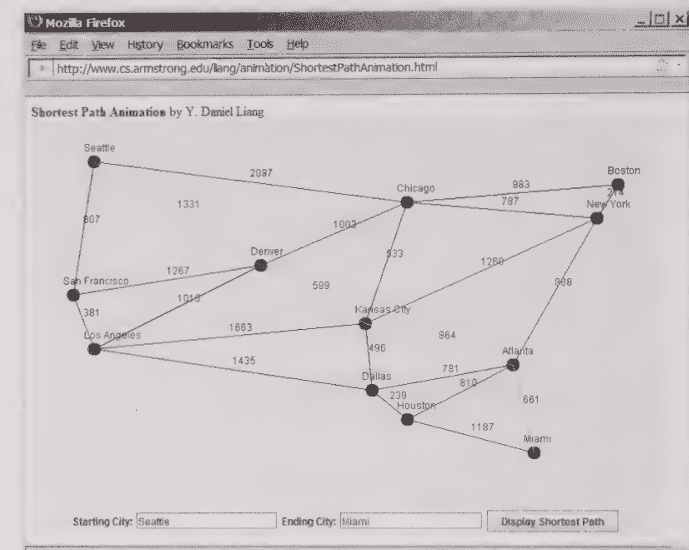 Mozilla Firefox
File Edit View History Bookmarks Tools Help
http://www.cs.armstrong.edu/liang/animation/ShortestPathAnimation.html
Shortest Path Animation by Y. Daniel Liang
Seattle
2097
Boston
983
Chicago
214
787
New York
1331
807
1003
Denver
533
1260
1267
San Francisco
599
888
1015
381
Kansas City
1663
864
Los Angeles
496
Atlanta
1435
781
Dallas
810
239
661
Houston
1187
Miami
Starting City: Seattle Ending City: Miami Display Shortest Path